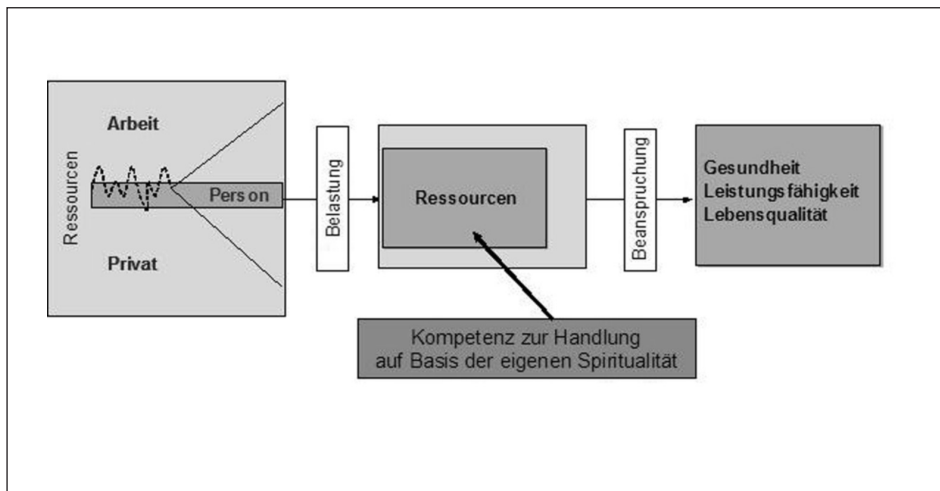 Ressourcen
Arbeit
Person
Privat
Belastung
Ressourcen
Beanspruchung
Gesundheit
Leistungsfähigkeit
Lebensqualität
Kompetenz zur Handlung
auf Basis der eigenen Spiritualität